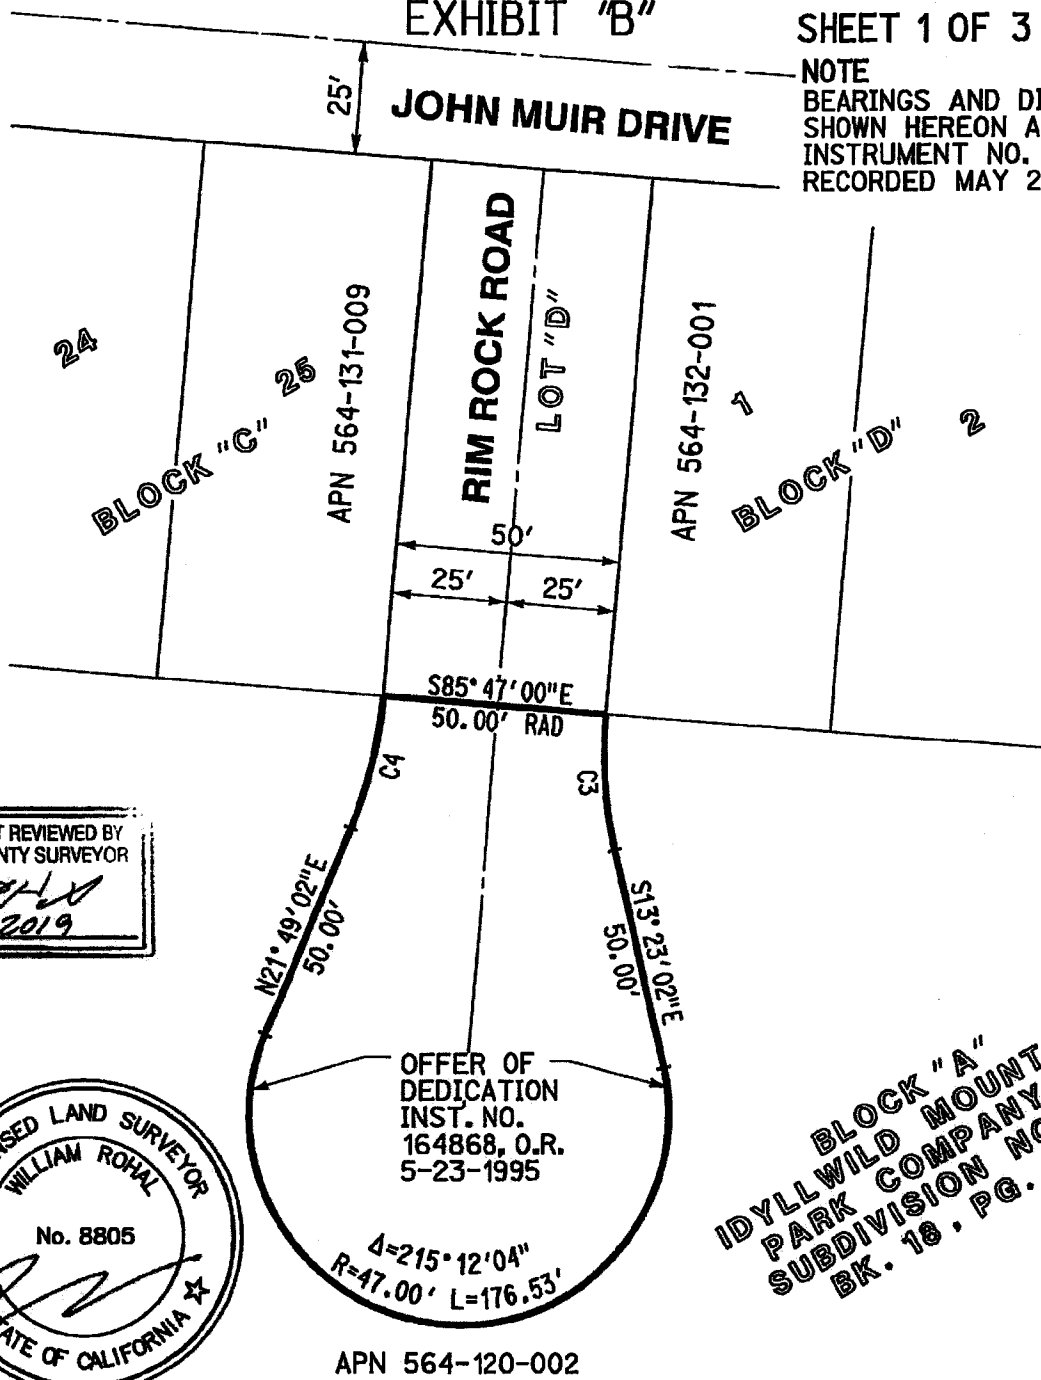 EXHIBIT "B"
SHEET 1 OF 3
NOTE
BEARINGS AND
SHOWN HEREON
INSTRUMENT NO.
RECORDED MAY 2
25'
JOHN MUIR DRIVE
RIM ROCK ROAD
LOT "D"
24
25
BLOCK "C"
APN 564-131-009
APN 564-132-001
1
BLOCK "D"
2
50'
25'
25'
S85°47'00"E
50.00' RAD
C4
C3
REVIEWED BY
SURVEYOR
2019
N21°49'02"E
50.00'
S13°23'02"E
50.00'
OFFER OF
DEDICATION
INST. NO.
164868, O.R.
5-23-1995
LAND SURVEYOR
WILLIAM ROHAL
No. 8805
OF CALIFORNIA
Δ=215°12'04"
R=47.00' L=176.53'
BLOCK "A"
IDYLLWILD MOUNT
PARK COMPANY
SUBDIVISION NO
BK. 18, PG.
APN 564-120-002